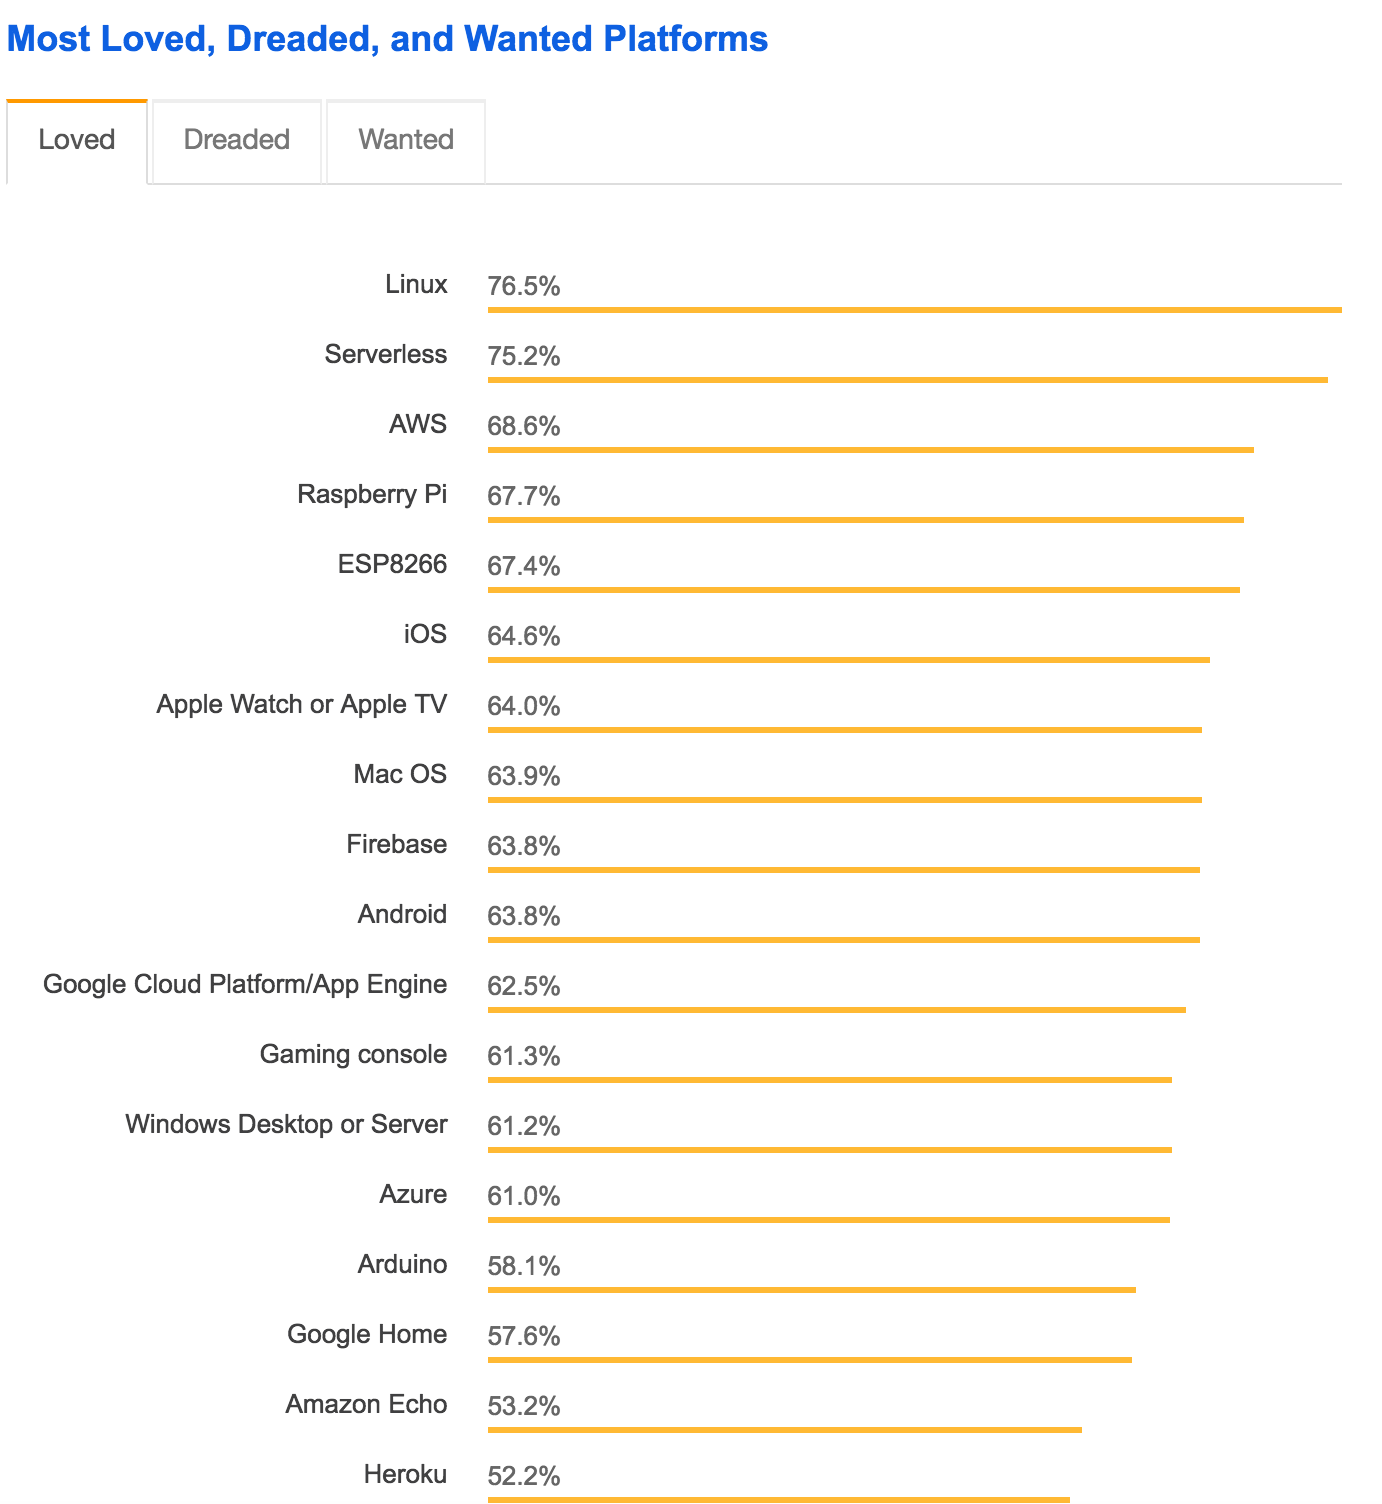 Most Loved, Dreaded, and Wanted Platforms
Loved Dreaded Wanted
Linux 76.5%
Serverless 75.2%
AWS 68.6%
Raspberry Pi 67.7%
ESP8266 67.4%
iOS 64.6%
Apple Watch or Apple TV 64.0%
Mac OS 63.9%
Firebase 63.8%
Android 63.8%
Google Cloud Platform/App Engine 62.5%
Gaming console 61.3%
Windows Desktop or Server 61.2%
Azure 61.0%
Arduino 58.1%
Google Home 57.6%
Amazon Echo 53.2%
Heroku 52.2%